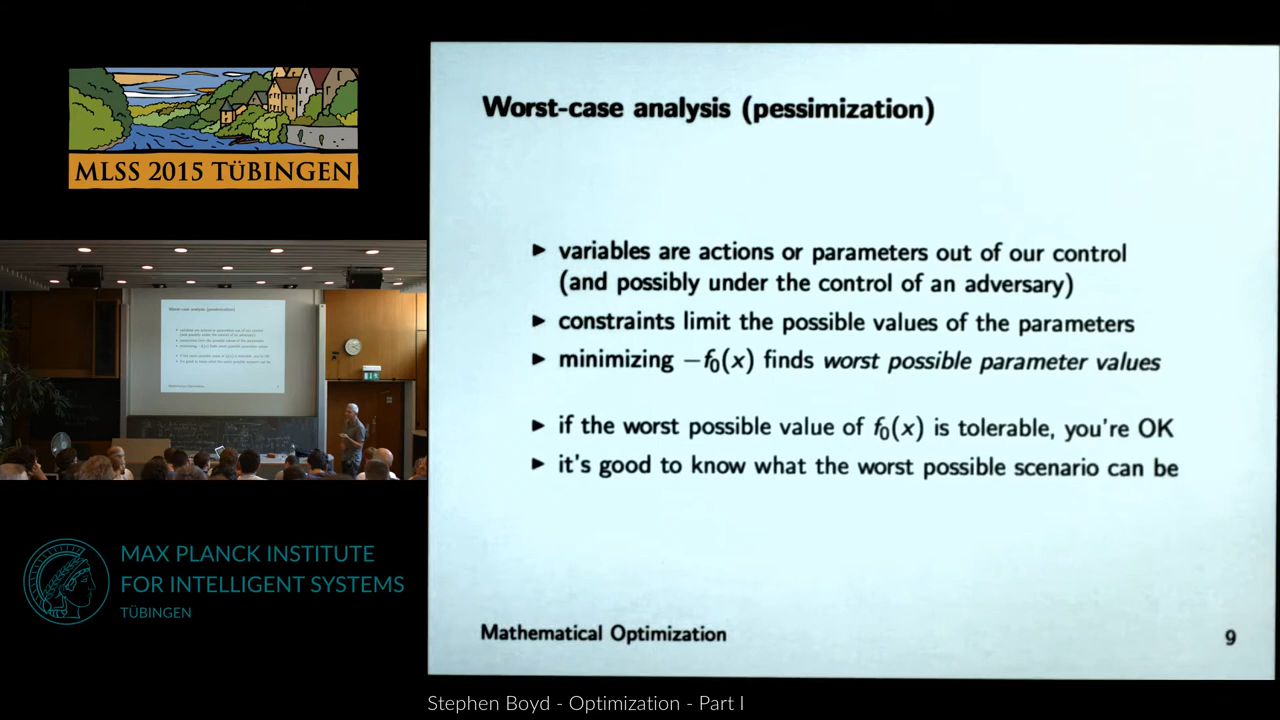 MLSS 2015 TÜBINGEN
Worst-case analysis (pessimization)
▶ variables are actions or parameters out of our control
(and possibly under the control of an adversary)
▶ constraints limit the possible values of the parameters
▶ minimizing −f₀(x) finds worst possible parameter values
▶ if the worst possible value of f₀(x) is tolerable, you're OK
▶ it's good to know what the worst possible scenario can be
Mathematical Optimization
9
MAX PLANCK INSTITUTE
FOR INTELLIGENT SYSTEMS
TÜBINGEN
Stephen Boyd - Optimization - Part I